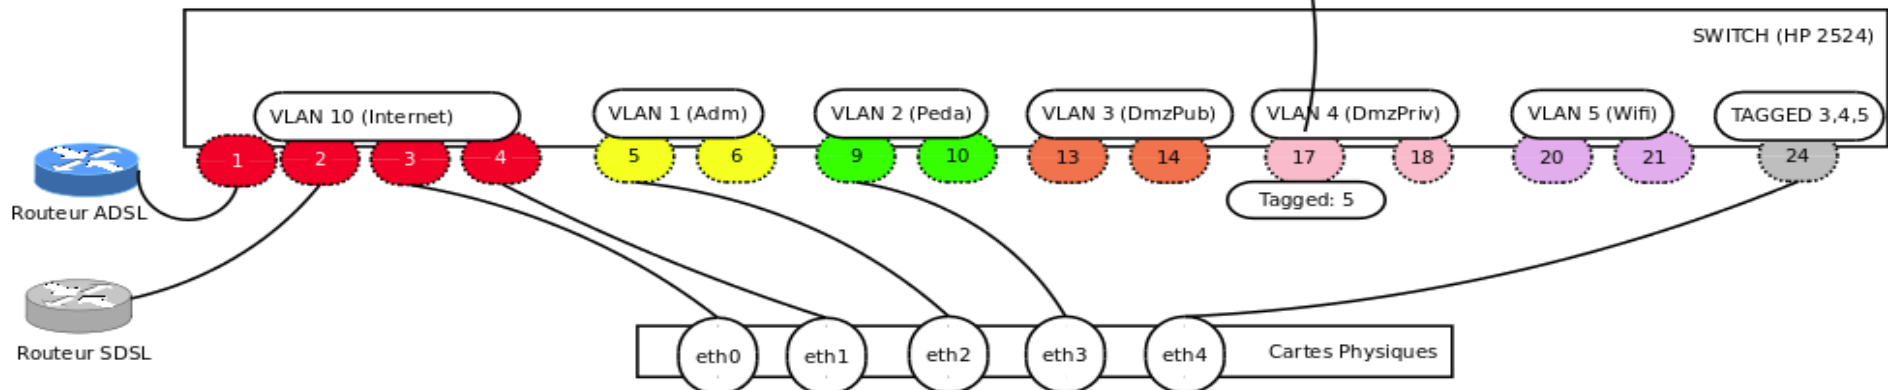 SWITCH (HP 2524)
VLAN 10 (Internet)
VLAN 1 (Adm)
VLAN 2 (Peda)
VLAN 3 (DmzPub)
VLAN 4 (DmzPriv)
VLAN 5 (Wifi)
TAGGED 3,4,5
1
2
3
4
5
6
9
10
13
14
17
18
20
21
24
Tagged: 5
Routeur ADSL
Routeur SDSL
eth0
eth1
eth2
eth3
eth4
Cartes Physiques